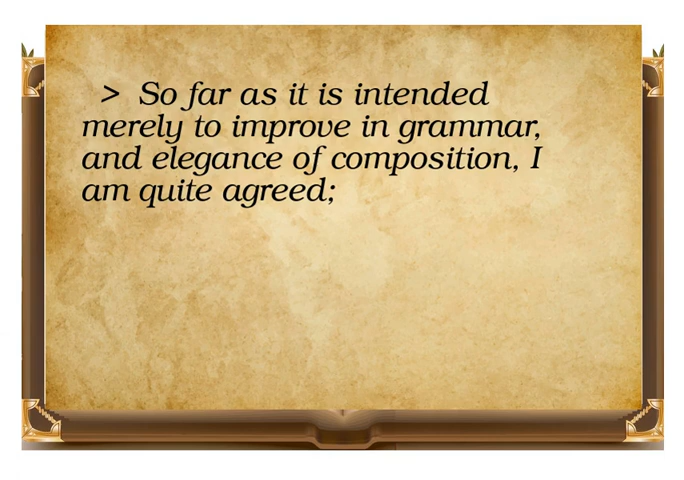 > So far as it is intended
merely to improve in grammar,
and elegance of composition, I
am quite agreed;